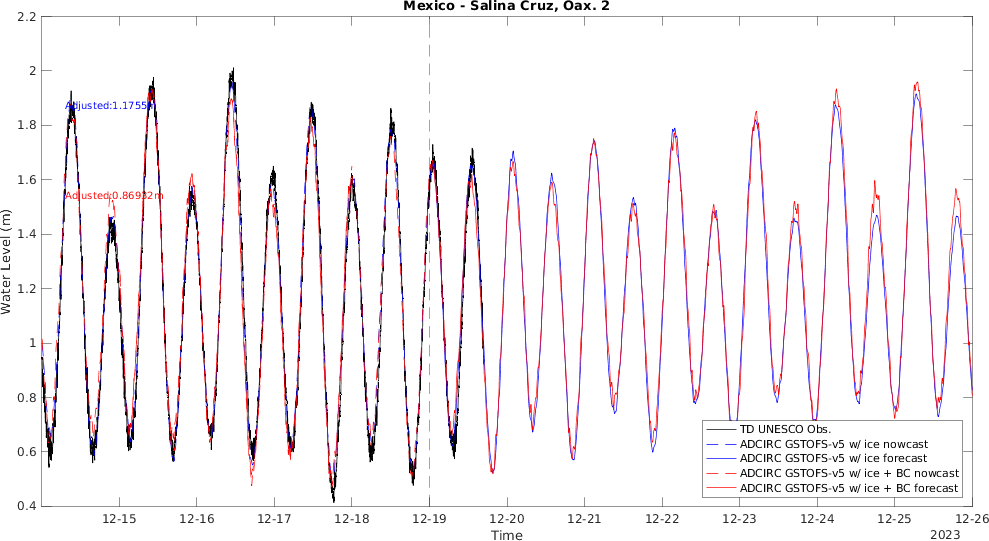 Mexico - Salina Cruz, Oax. 2
2.2
2
1.8
1.6
1.4
1.2
1
0.8
0.6
0.4
Water Level (m)
Adjusted:1.1755m
Adjusted:0.86932m
TD UNESCO Obs.
ADCIRC GSTOFS-v5 w/ ice nowcast
ADCIRC GSTOFS-v5 w/ ice forecast
ADCIRC GSTOFS-v5 w/ ice + BC nowcast
ADCIRC GSTOFS-v5 w/ ice + BC forecast
12-15 12-16 12-17 12-18 12-19 12-20 12-21 12-22 12-23 12-24 12-25 12-26
Time
2023